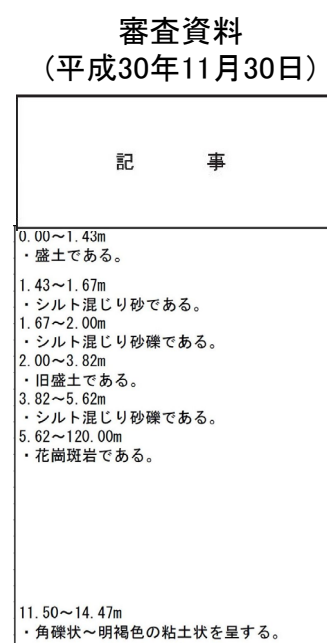 審査資料
(平成30年11月30日)
記 事
0.00~1.43m
・盛土である。
1.43~1.67m
・シルト混じり砂である。
1.67~2.00m
・シルト混じり砂礫である。
2.00~3.82m
・旧盛土である。
3.82~5.62m
・シルト混じり砂礫である。
5.62~120.00m
・花崗斑岩である。
11.50~14.47m
・角礫状~明褐色の粘土状を呈する。